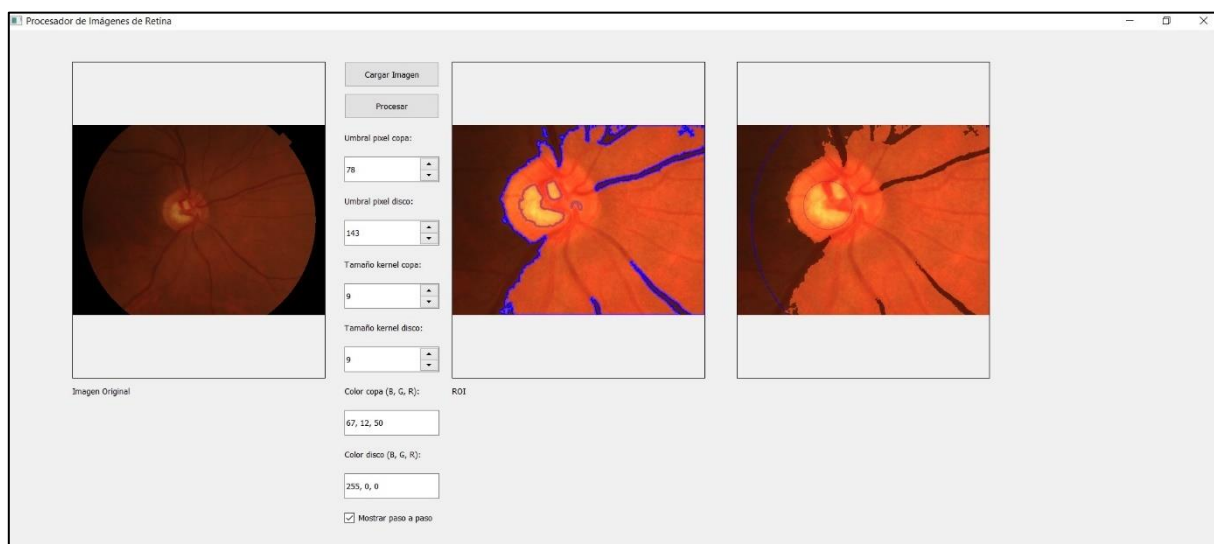 Procesador de Imágenes de Retina
Cargar Imagen
Procesar
Umbral pixel copa:
78
Umbral pixel disco:
143
Tamaño kernel copa:
9
Tamaño kernel disco:
9
Imagen Original
Color copa (B, G, R):
ROI
67, 12, 50
Color disco (B, G, R):
255, 0, 0
Mostrar paso a paso